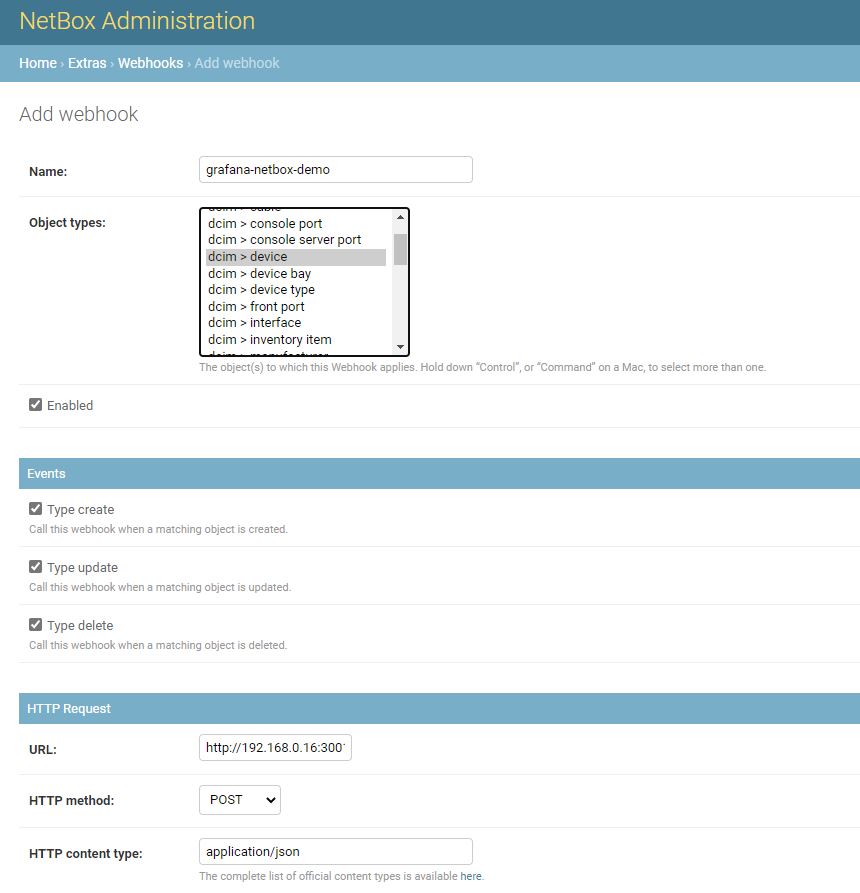 NetBox Administration
Home › Extras › Webhooks › Add webhook
Add webhook
Name:
grafana-netbox-demo
Object types:
dcim > console port
dcim > console server port
dcim > device
dcim > device bay
dcim > device type
dcim > front port
dcim > interface
dcim > inventory item
The object(s) to which this Webhook applies. Hold down “Control”, or “Command” on a Mac, to select more than one.
Enabled
Events
Type create
Call this webhook when a matching object is created.
Type update
Call this webhook when a matching object is updated.
Type delete
Call this webhook when a matching object is deleted.
HTTP Request
URL:
http://192.168.0.16:300
HTTP method:
POST
HTTP content type:
application/json
The complete list of official content types is available here.